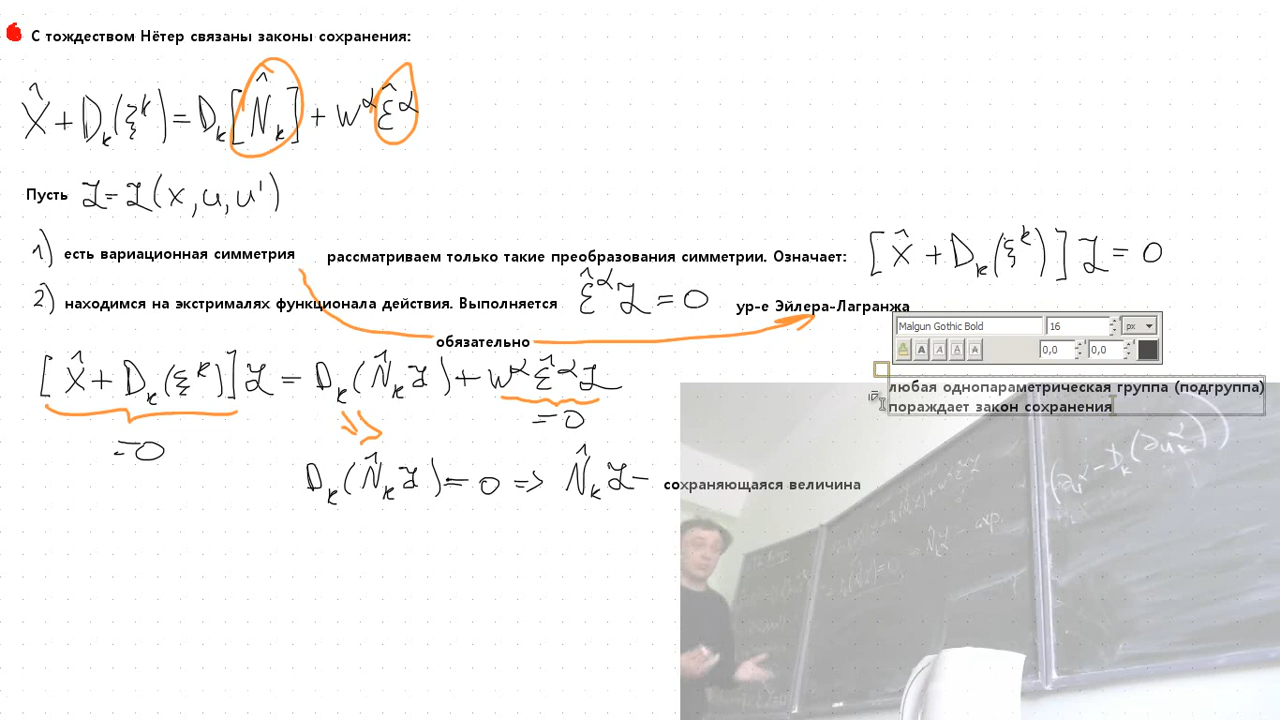 6 С тождеством Нётер связаны законы сохранения:
X̂ + D_k(ξ^k) = D_k[N̂_k] + w^α ε̂^α
Пусть ℒ = ℒ(x, u, u')
1) есть вариационная симметрия рассматриваем только такие преобразования симметрии. Означает: [X̂ + D_k(ξ^k)]ℒ = 0
2) находимся на экстрималях функционала действия. Выполняется ε̂^α ℒ = 0 ур-е Эйлера-Лагранжа
Malgun Gothic Bold 16 px
A A A A 0,0 0,0
обязательно
[X̂ + D_k(ξ^k)]ℒ = D_k(N̂_k ℒ) + w^α ε̂^α ℒ
любая однопараметрическая группа (подгруппа)
пораждает закон сохранения
=0 =0
D_k(N̂_k ℒ) = 0 => N̂_k ℒ – сохраняющаяся величина